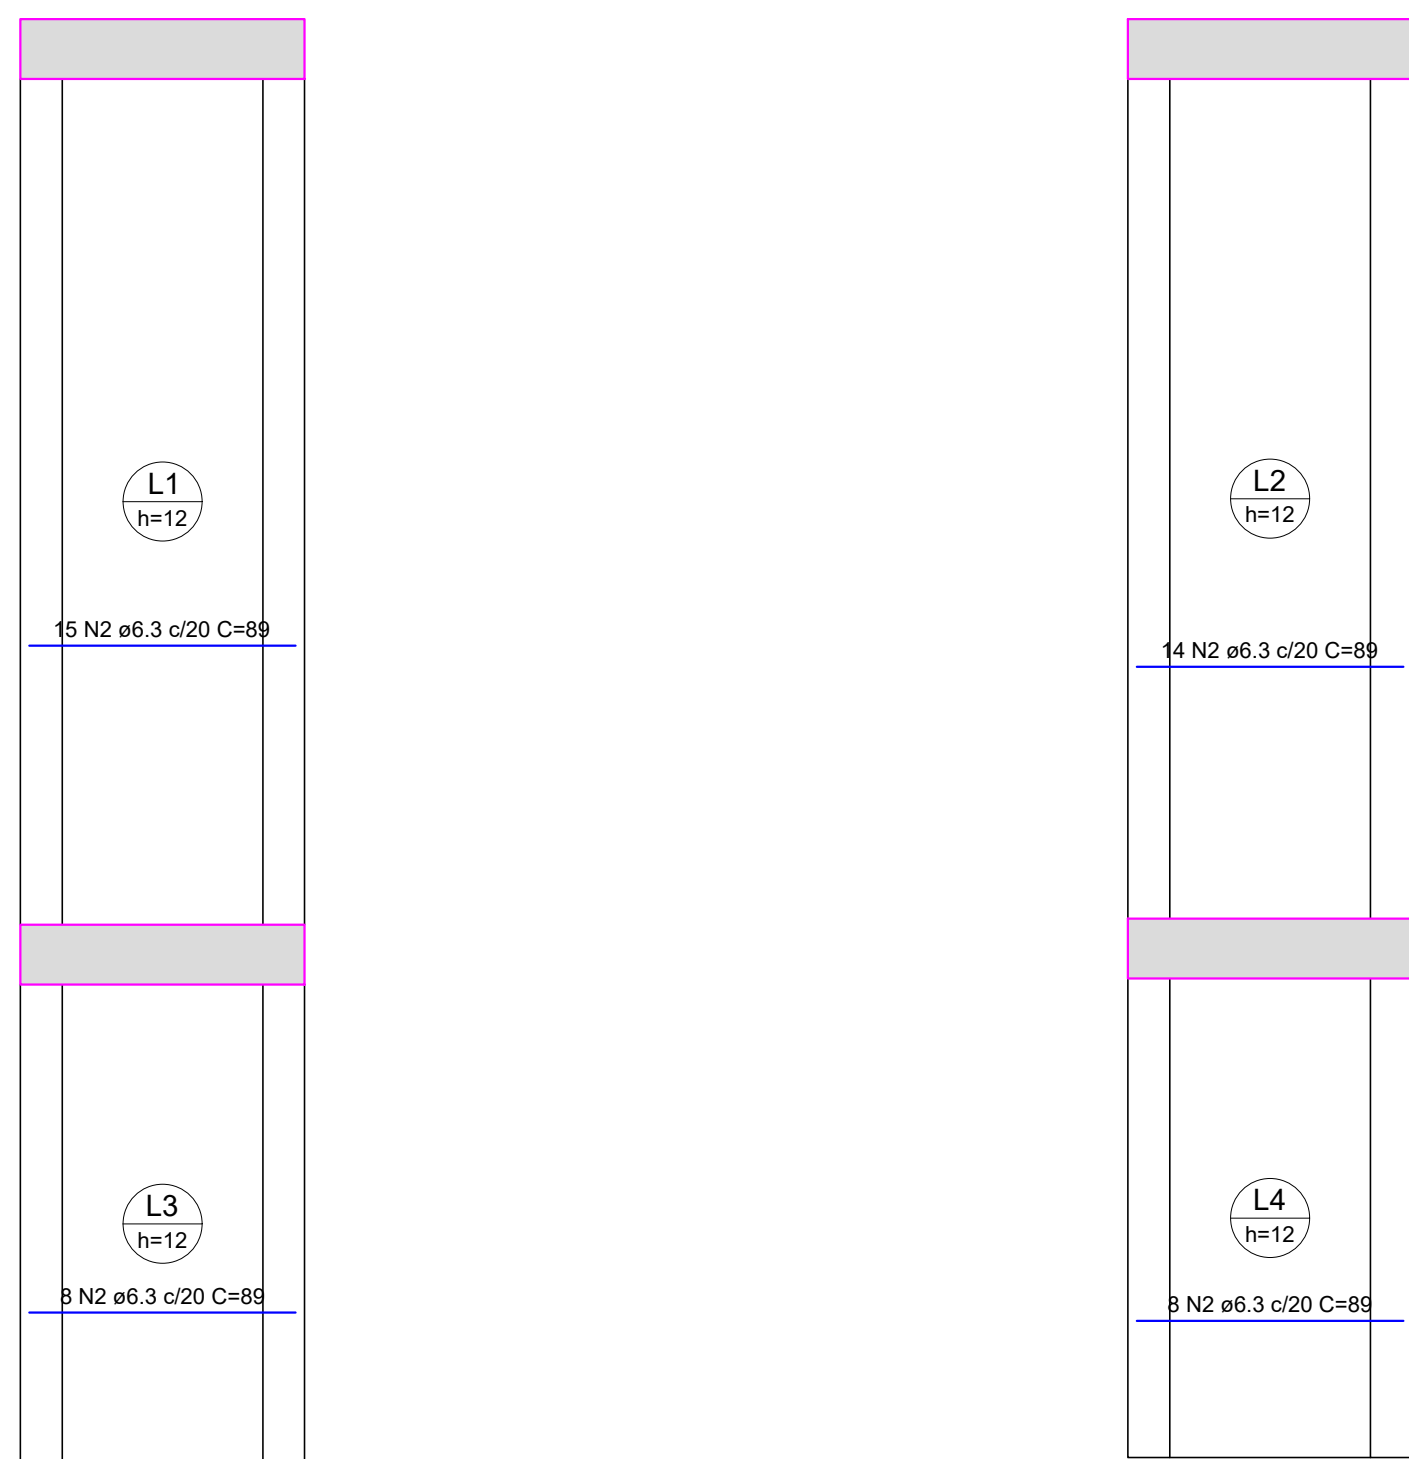 L1
h=12
15 N2 ø6.3 c/20 C=89
L2
h=12
14 N2 ø6.3 c/20 C=89
L3
h=12
8 N2 ø6.3 c/20 C=89
L4
h=12
8 N2 ø6.3 c/20 C=89